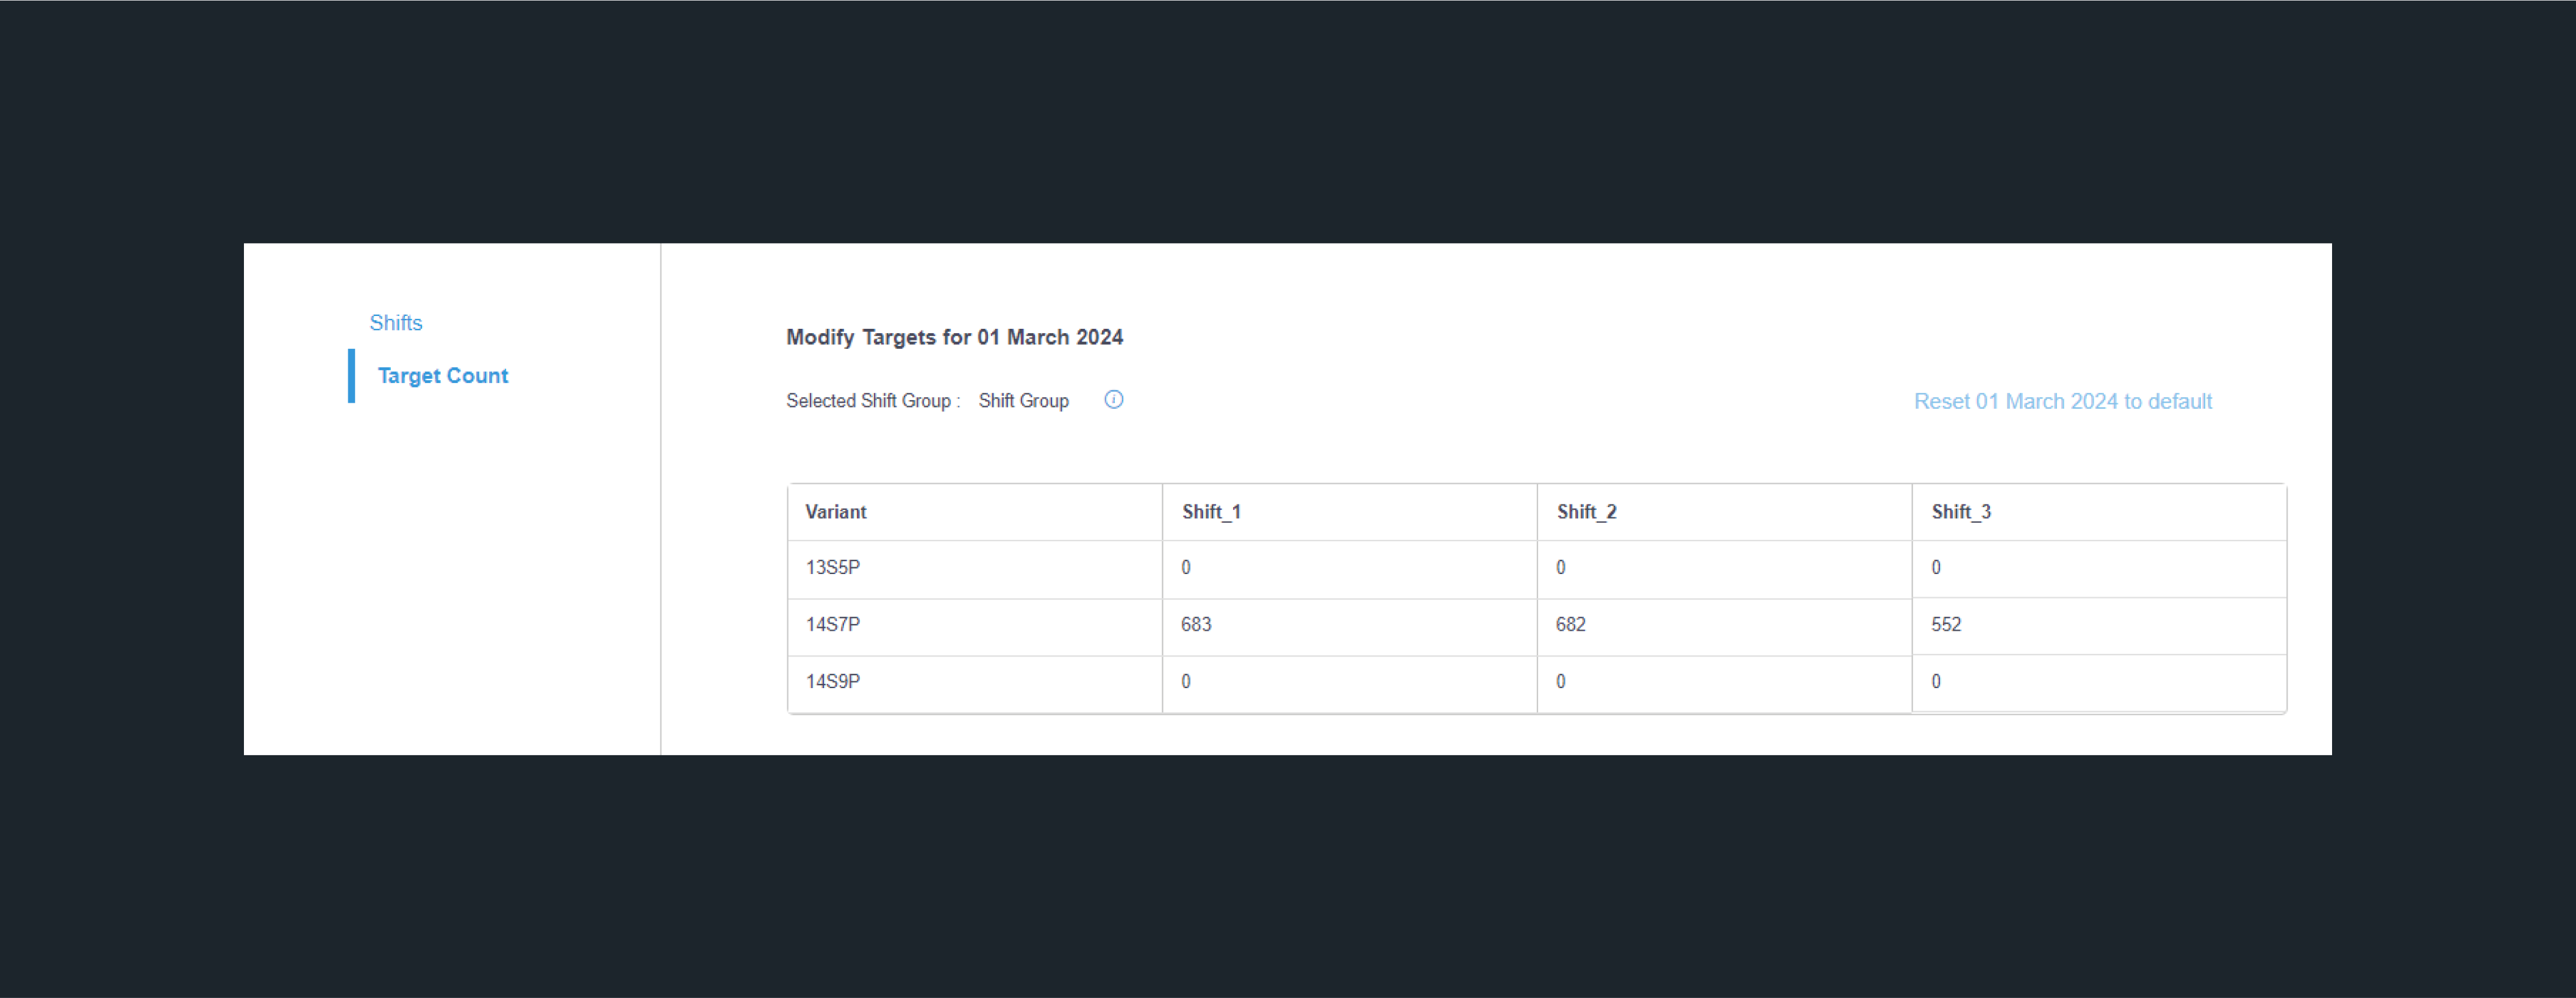 Shifts
Target Count
Modify Targets for 01 March 2024
Selected Shift Group : Shift Group
Reset 01 March 2024 to default
Variant Shift_1 Shift_2 Shift_3
13S5P 0 0 0
14S7P 683 682 552
14S9P 0 0 0